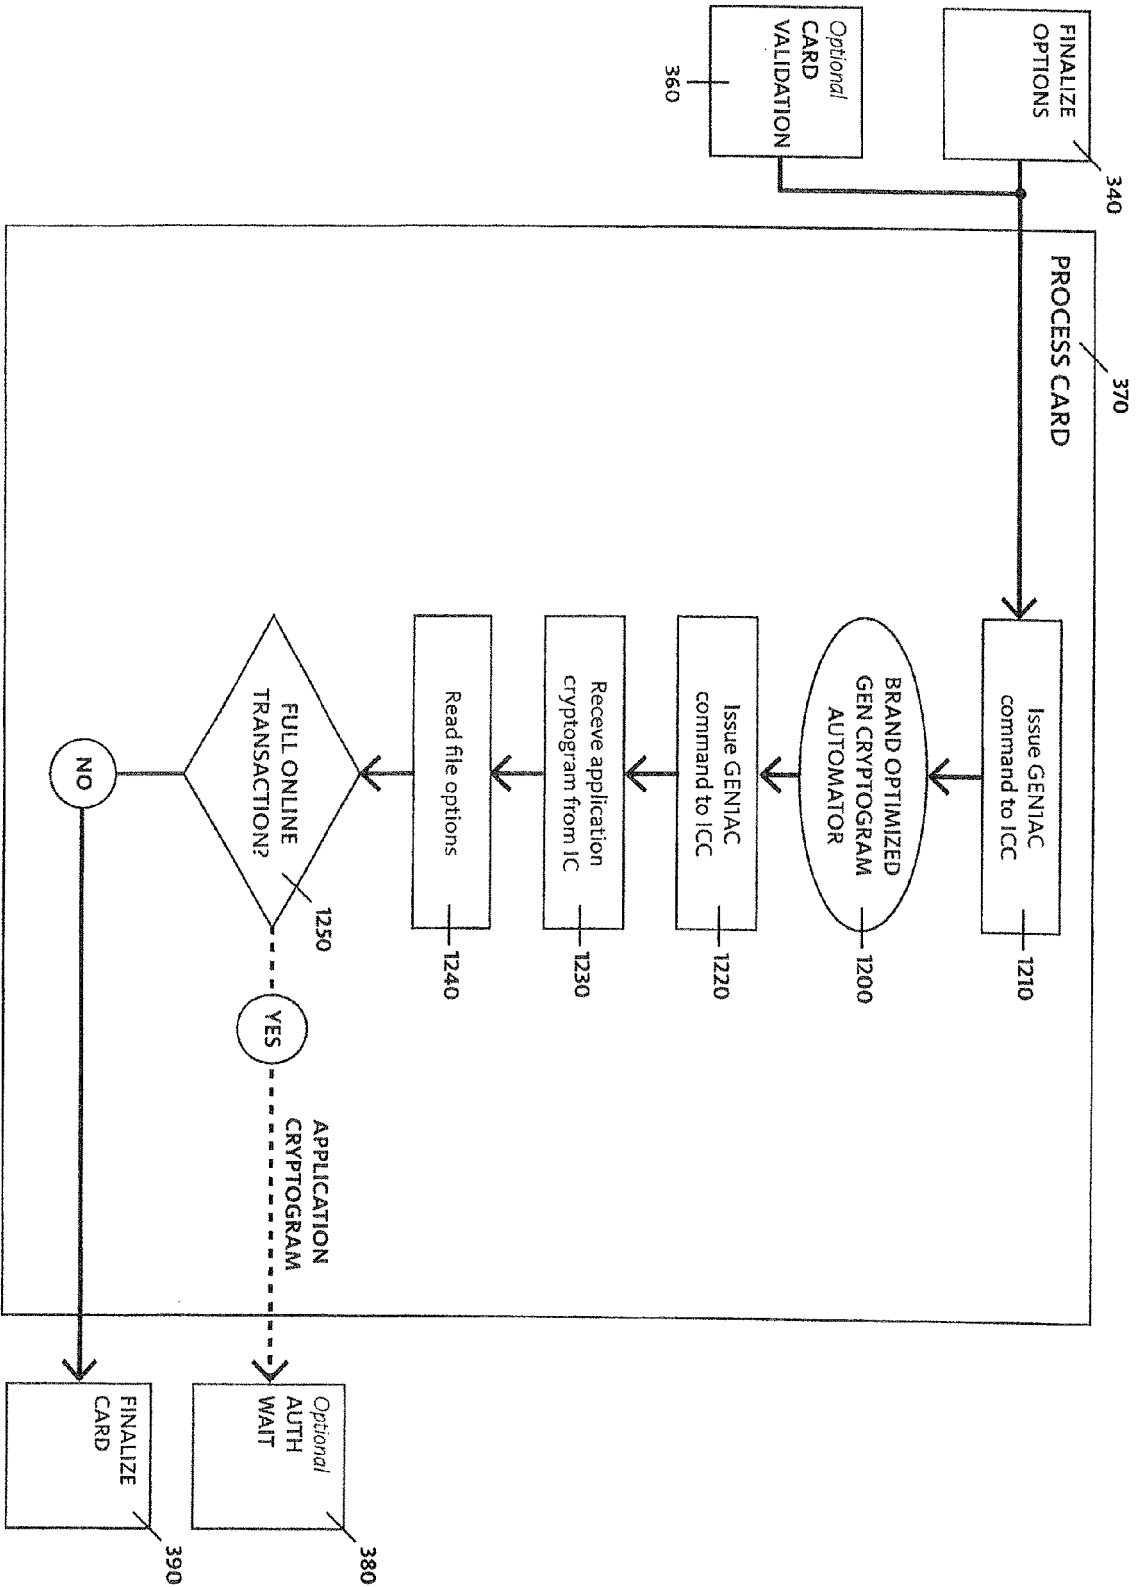 FINALIZE
OPTIONS
340
Optional
CARD
VALIDATION
360
PROCESS CARD
370
Issue GEN1AC
command to ICC
1210
BRAND OPTIMIZED
GEN CRYPTOGRAM
AUTOMATOR
1200
Issue GEN1AC
command to ICC
1220
Receve application
cryptogram from IC
1230
Read file options
1240
FULL ONLINE
TRANSACTION?
1250
YES
APPLICATION
CRYPTOGRAM
NO
Optional
AUTH
WAIT
380
FINALIZE
CARD
390